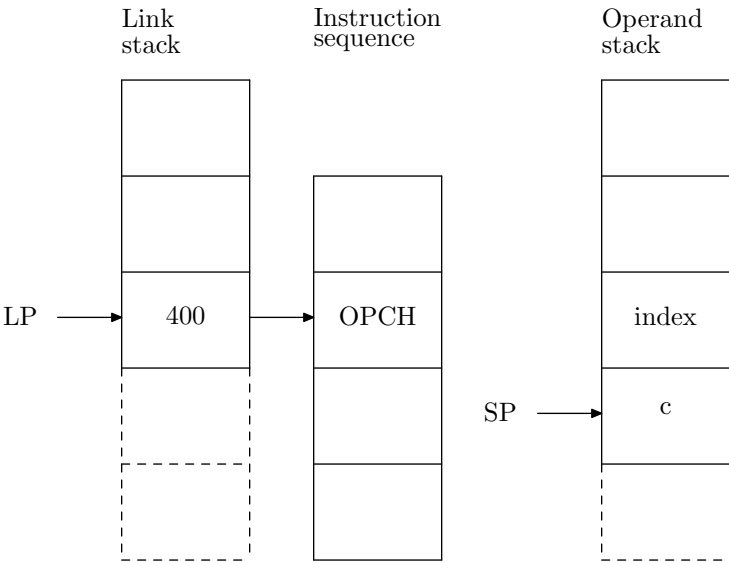 Link
stack
Instruction
sequence
Operand
stack
LP
400
OPCH
index
SP
c